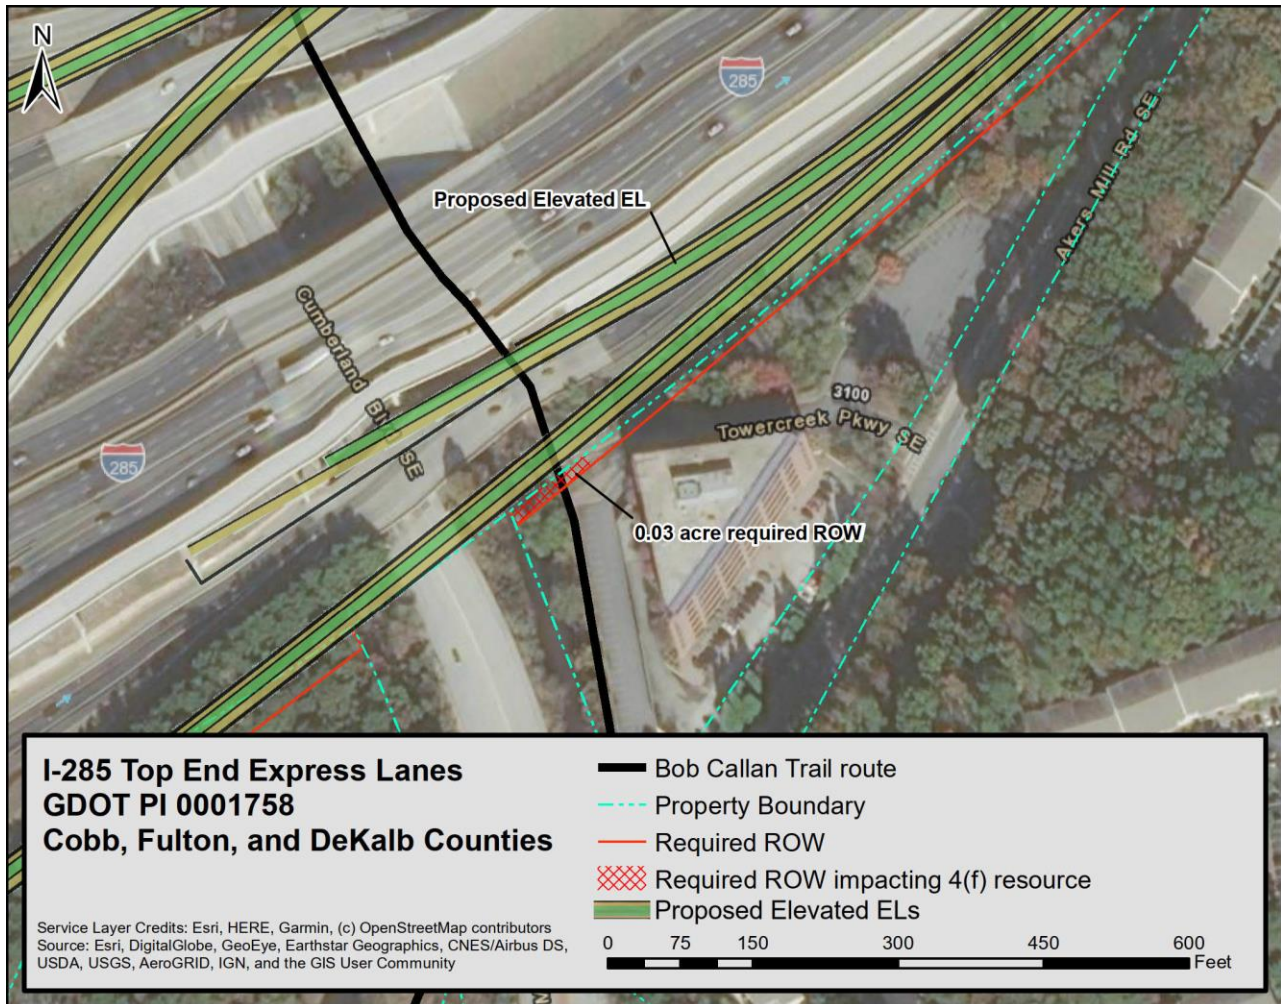 N
285
Akers Mill Rd SE
Proposed Elevated EL
Cumberland Blvd SE
3100
Towercreek Pkwy SE
285
0.03 acre required ROW
I-285 Top End Express Lanes
GDOT PI 0001758
Cobb, Fulton, and DeKalb Counties
Service Layer Credits: Esri, HERE, Garmin, (c) OpenStreetMap contributors
Source: Esri, DigitalGlobe, GeoEye, Earthstar Geographics, CNES/Airbus DS,
USDA, USGS, AeroGRID, IGN, and the GIS User Community
Bob Callan Trail route
Property Boundary
Required ROW
Required ROW impacting 4(f) resource
Proposed Elevated ELs
0 75 150 300 450 600
Feet